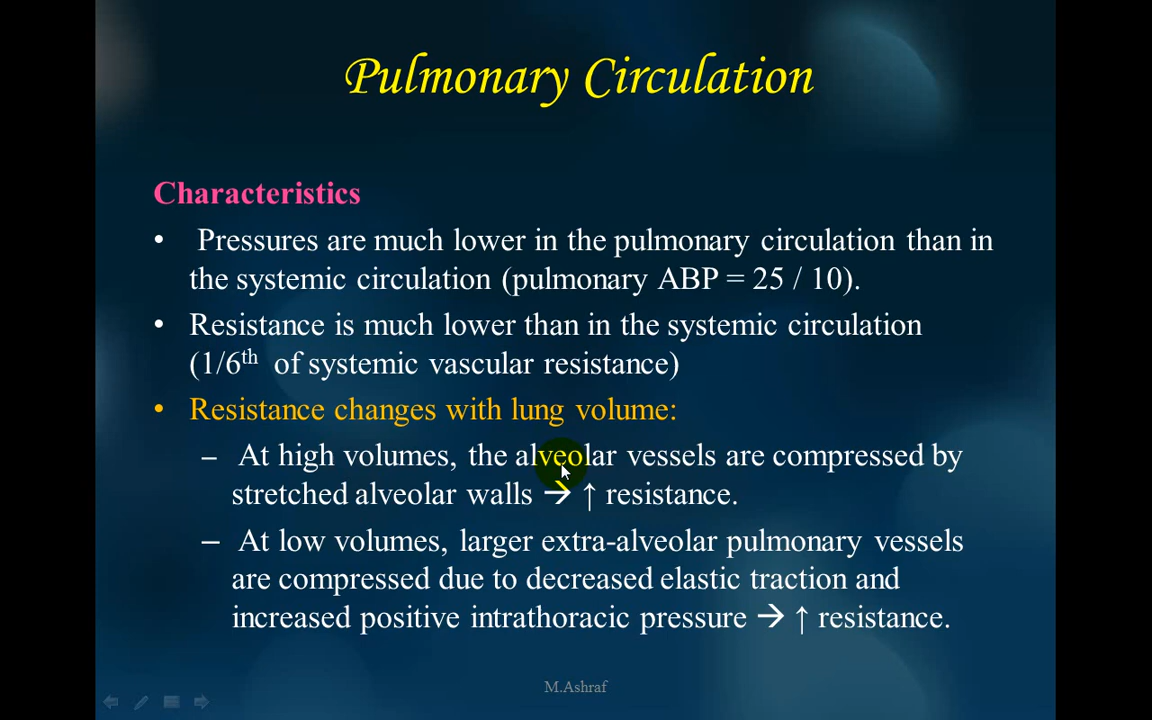 Pulmonary Circulation
Characteristics
• Pressures are much lower in the pulmonary circulation than in
the systemic circulation (pulmonary ABP = 25 / 10).
• Resistance is much lower than in the systemic circulation
(1/6th of systemic vascular resistance)
• Resistance changes with lung volume:
– At high volumes, the alveolar vessels are compressed by
stretched alveolar walls → ↑ resistance.
– At low volumes, larger extra-alveolar pulmonary vessels
are compressed due to decreased elastic traction and
increased positive intrathoracic pressure → ↑ resistance.
M.Ashraf